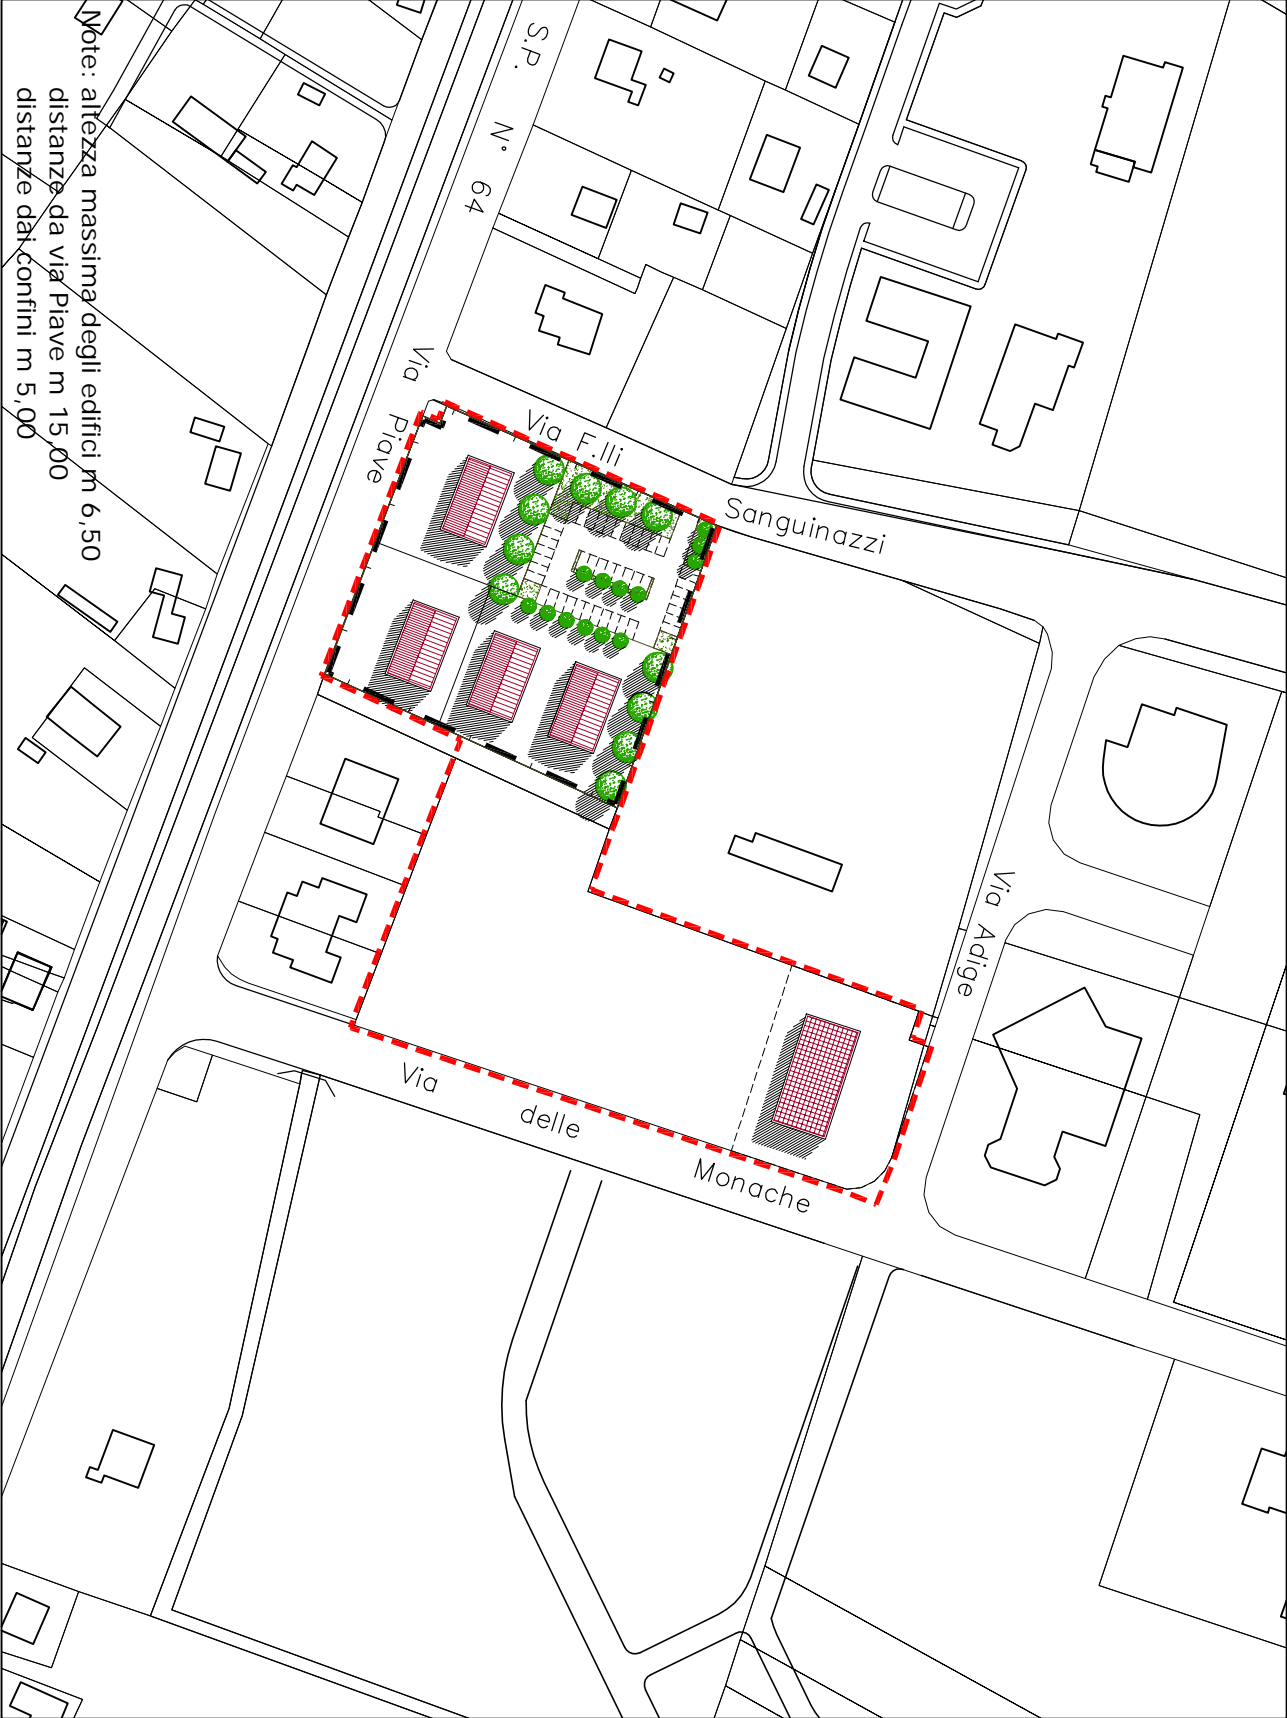 Note: altezza massima degli edifici m 6,50
distanze da via Piave m 15,00
distanze dai confini m 5,00
S.P. N° 64
Via Piave
Via F.lli Sanguinazzi
Via Adige
Via delle Monache